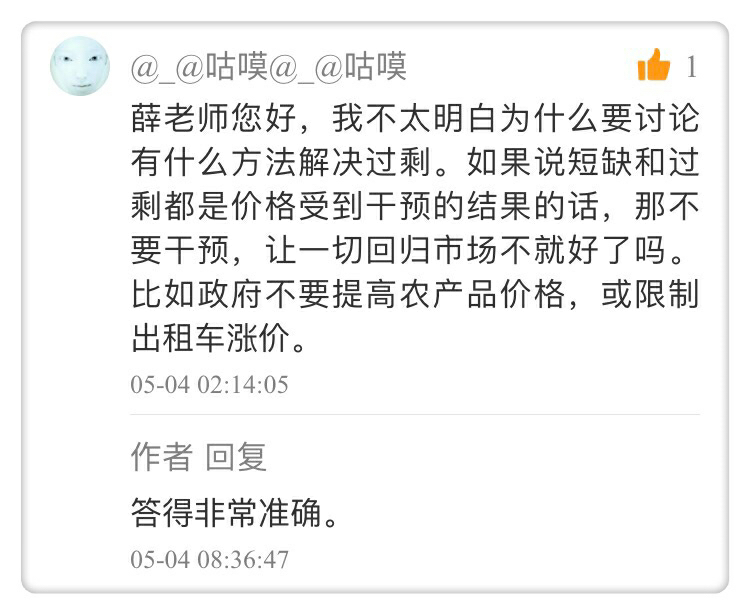 @_@咕嘆@_@咕嘆
1
薛老师您好，我不太明白为什么要讨论
有什么方法解决过剩。如果说短缺和过
剩都是价格受到干预的结果的话，那不
要干预，让一切回归市场不就好了吗。
比如政府不要提高农产品价格，或限制
出租车涨价。
05-04 02:14:05
作者 回复
答得非常准确。
05-04 08:36:47